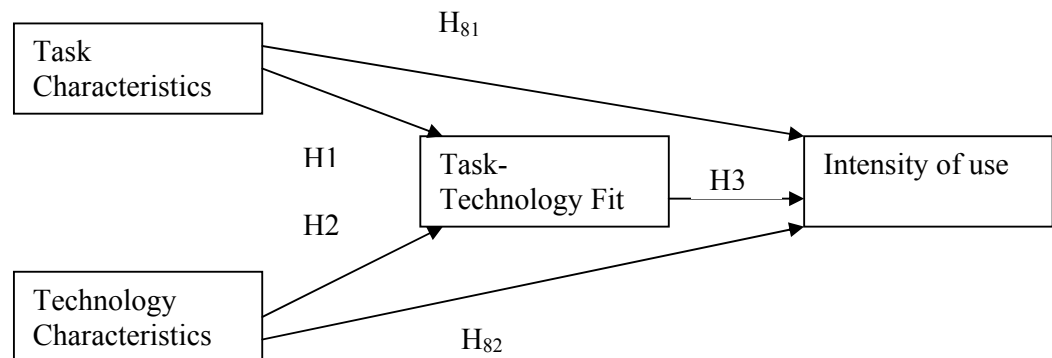 H81
Task
Characteristics
H1
Task-
Technology Fit
H3
Intensity of use
H2
Technology
Characteristics
H82